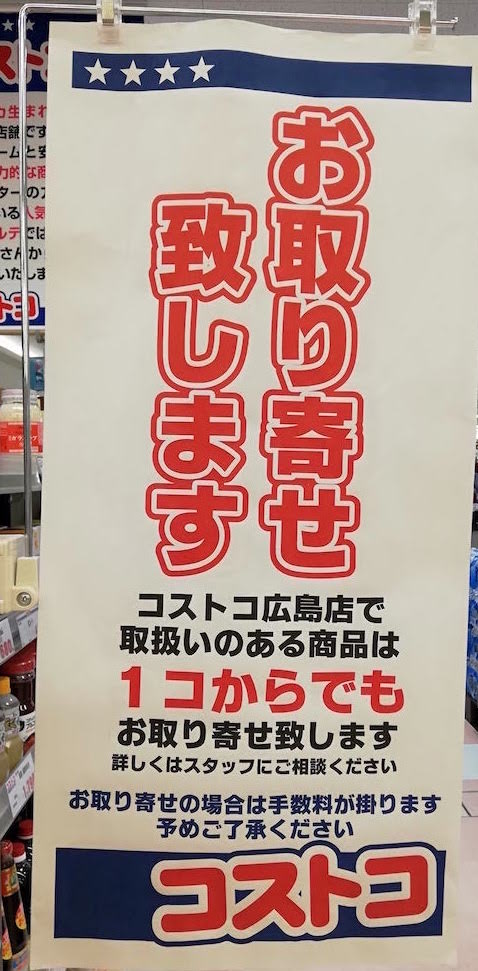 お取り寄せ
致します
コストコ広島店で
取扱いのある商品は
1コからでも
お取り寄せ致します
詳しくはスタッフにご相談ください
お取り寄せの場合は手数料が掛ります
予めご了承ください
コストコ